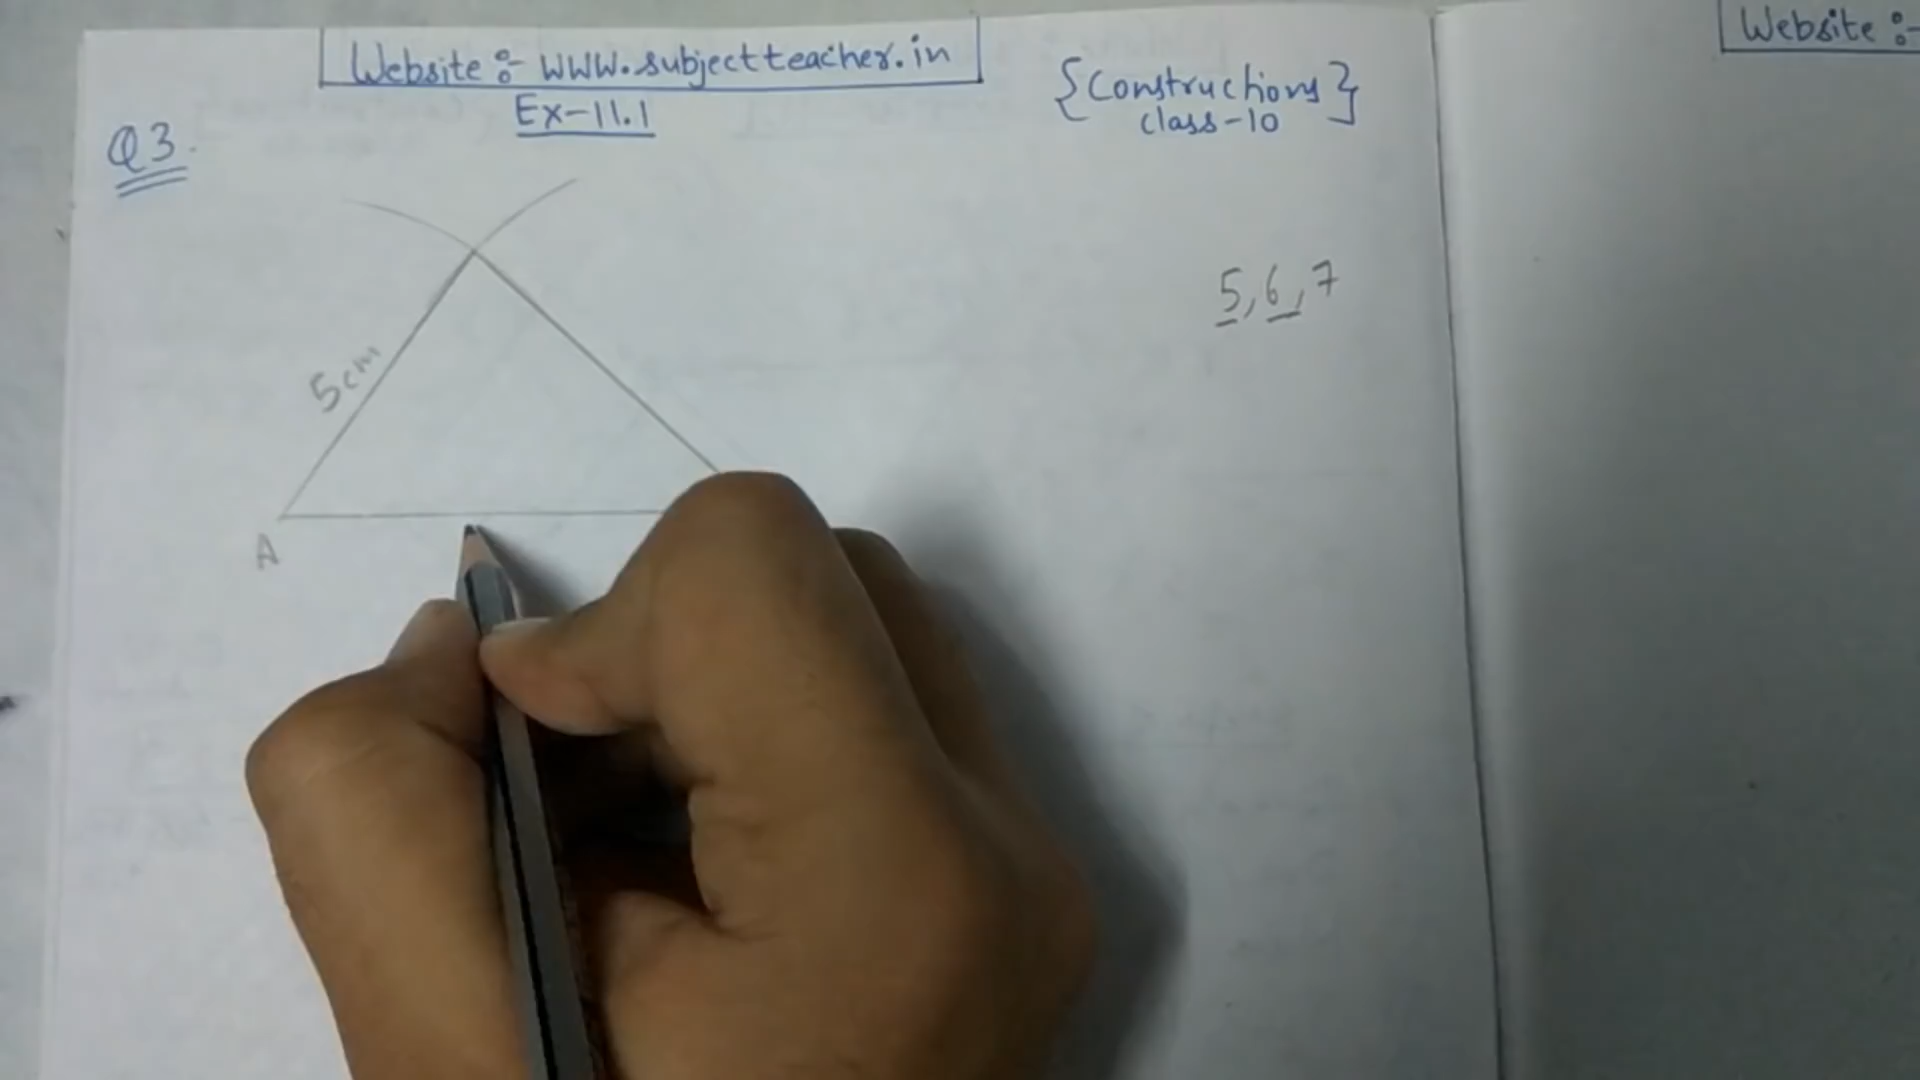 Website :- www.subjectteacher.in
Website :-
Ex-11.1
{Constructions}
class-10
Q3.
5, 6, 7
5cm
A